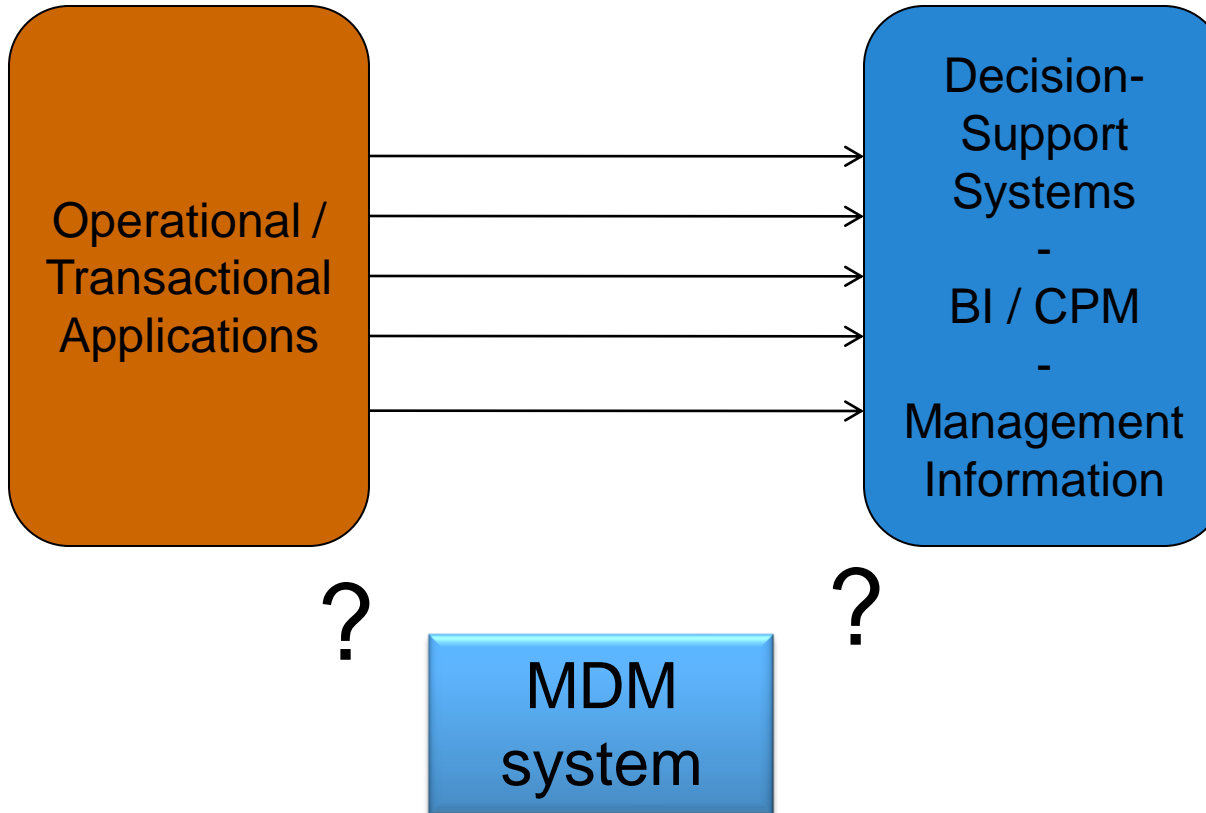 Operational /
Transactional
Applications
Decision-
Support
Systems
-
BI / CPM
-
Management
Information
?
?
MDM
system